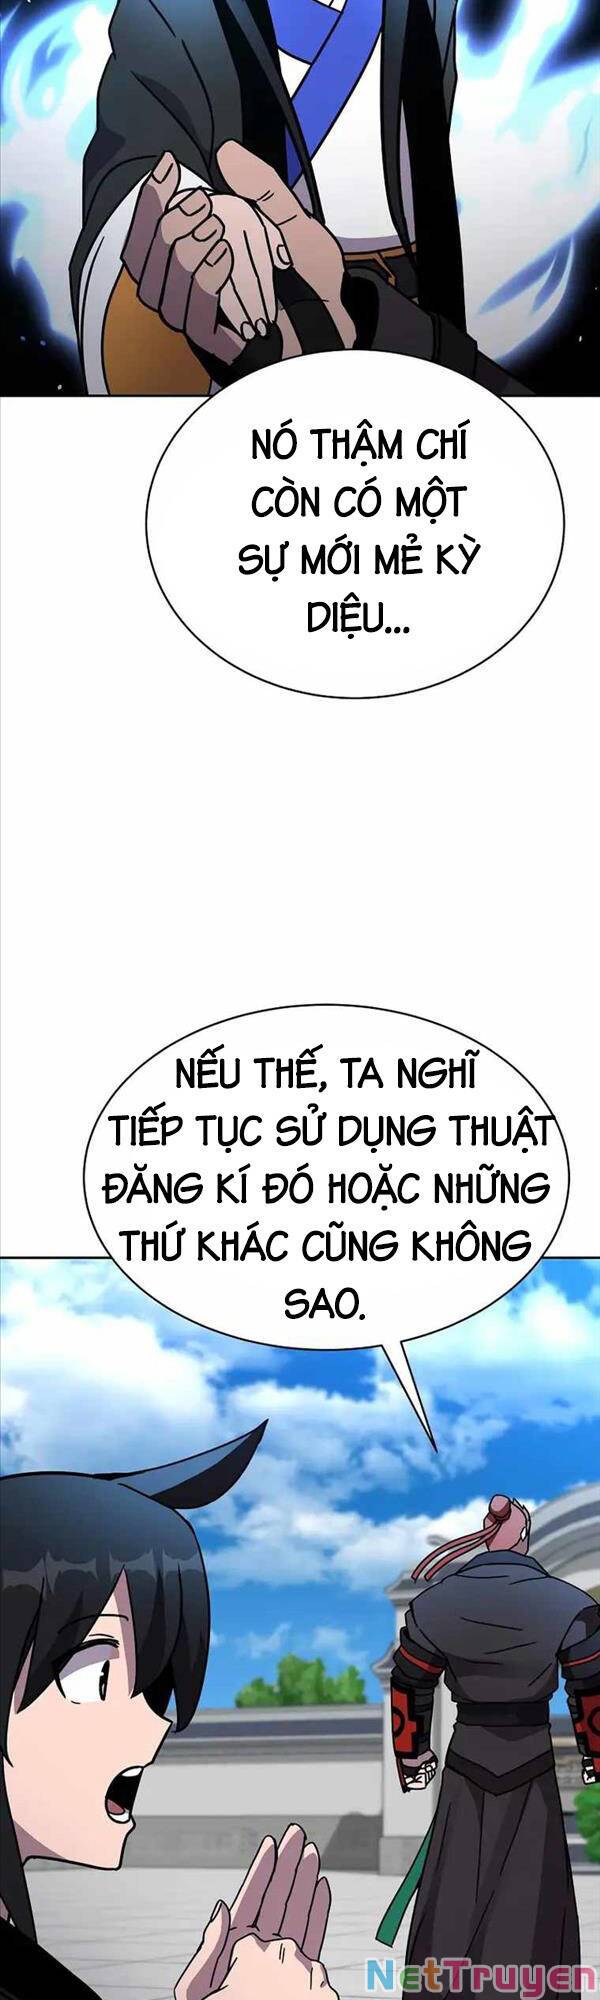 NÓ THẬM CHÍ
CÒN CÓ MỘT
SỰ MỚI MẺ KỲ
DIỆU...
NẾU THẾ, TA NGHĨ
TIẾP TỤC SỬ DỤNG THUẬT
ĐĂNG KÍ ĐÓ HOẶC NHỮNG
THỨ KHÁC CŨNG KHÔNG
SAO.
NetTruyen